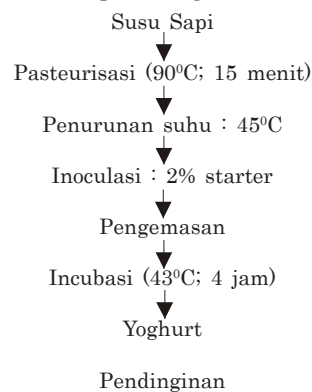 Susu Sapi
Pasteurisasi (90⁰C; 15 menit)
Penurunan suhu : 45⁰C
Inoculasi : 2% starter
Pengemasan
Incubasi (43⁰C; 4 jam)
Yoghurt
Pendinginan